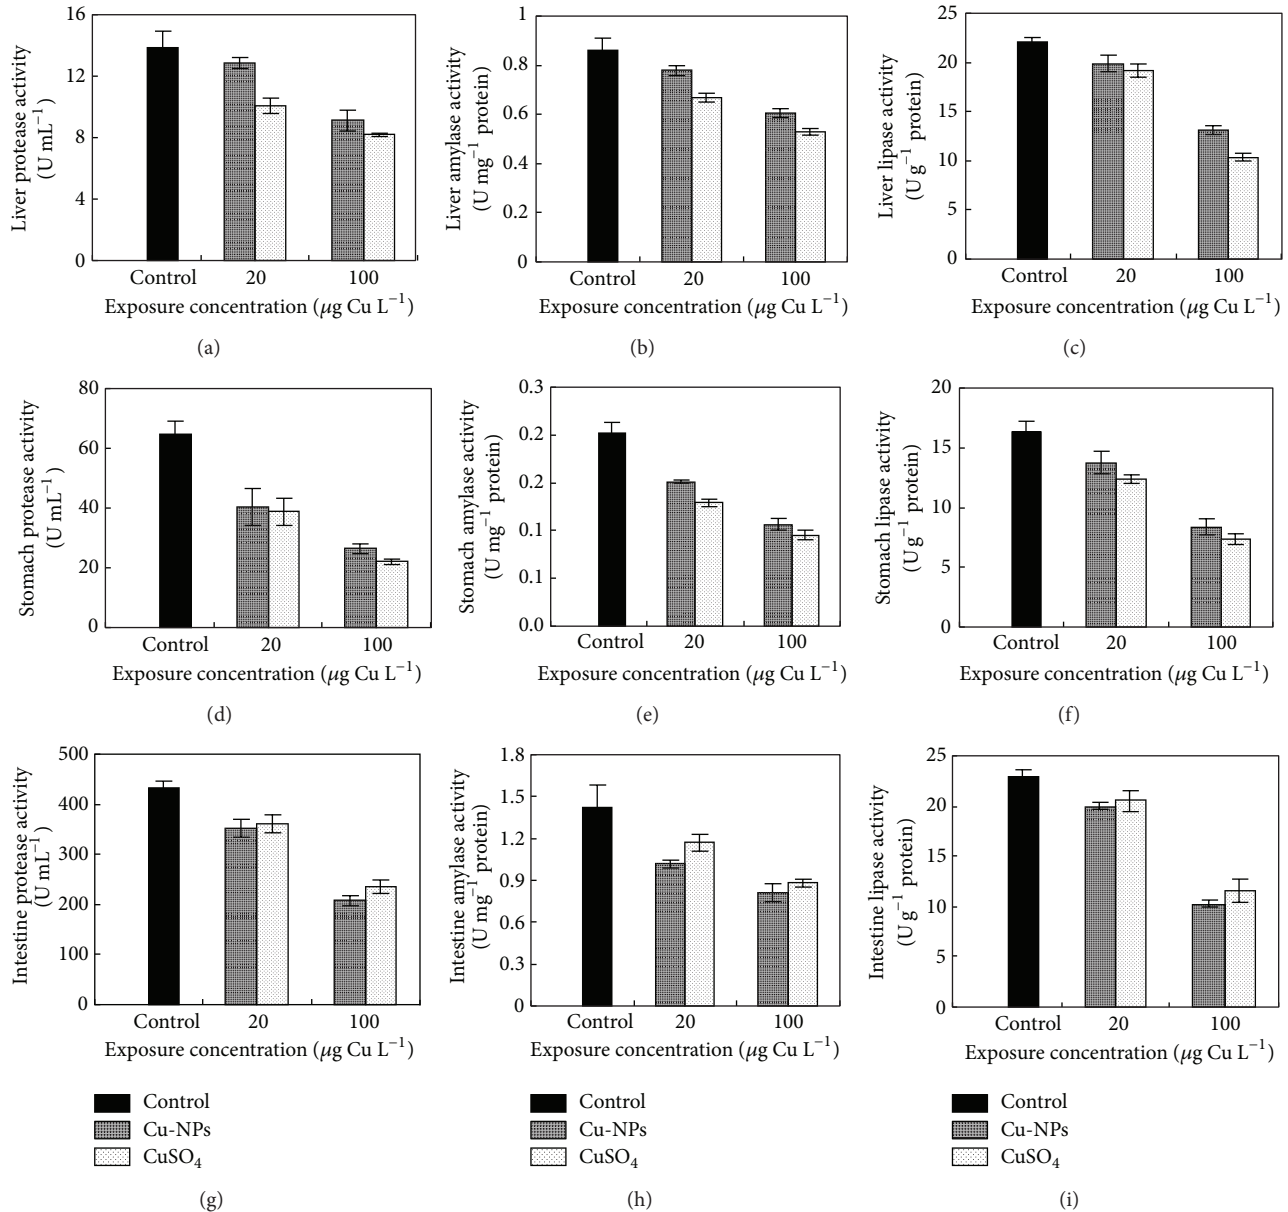 Liver protease activity
(U mL⁻¹)
16
12
8
4
0
Control 20 100
Exposure concentration (μg Cu L⁻¹)
(a)
Liver amylase activity
(U mg⁻¹ protein)
1
0.8
0.6
0.4
0.2
0
Control 20 100
Exposure concentration (μg Cu L⁻¹)
(b)
Liver lipase activity
(U g⁻¹ protein)
25
20
15
10
5
0
Control 20 100
Exposure concentration (μg Cu L⁻¹)
(c)
Stomach protease activity
(U mL⁻¹)
80
60
40
20
0
Control 20 100
Exposure concentration (μg Cu L⁻¹)
(d)
Stomach amylase activity
(U mg⁻¹ protein)
0.3
0.2
0.2
0.1
0.1
0.0
Control 20 100
Exposure concentration (μg Cu L⁻¹)
(e)
Stomach lipase activity
(U g⁻¹ protein)
20
15
10
5
0
Control 20 100
Exposure concentration (μg Cu L⁻¹)
(f)
Intestine protease activity
(U mL⁻¹)
500
400
300
200
100
0
Control 20 100
Exposure concentration (μg Cu L⁻¹)
Control
Cu-NPs
CuSO₄
(g)
Intestine amylase activity
(U mg⁻¹ protein)
1.8
1.5
1.2
0.9
0.6
0.3
0
Control 20 100
Exposure concentration (μg Cu L⁻¹)
Control
Cu-NPs
CuSO₄
(h)
Intestine lipase activity
(U g⁻¹ protein)
25
20
15
10
5
0
Control 20 100
Exposure concentration (μg Cu L⁻¹)
Control
Cu-NPs
CuSO₄
(i)